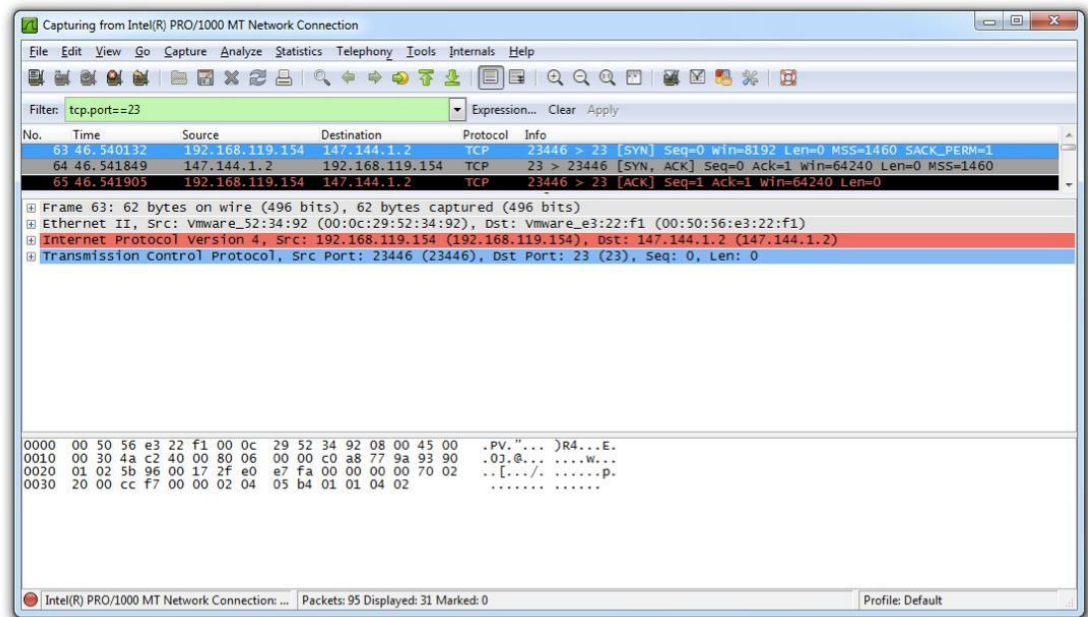 Capturing from Intel(R) PRO/1000 MT Network Connection
File Edit View Go Capture Analyze Statistics Telephony Tools Internals Help
Filter: tcp.port==23 Expression... Clear Apply
No. Time Source Destination Protocol Info
63 46.540132 192.168.119.154 147.144.1.2 TCP 23446 > 23 [SYN] Seq=0 Win=8192 Len=0 MSS=1460 SACK_PERM=1
64 46.541849 147.144.1.2 192.168.119.154 TCP 23 > 23446 [SYN, ACK] Seq=0 Ack=1 Win=64240 Len=0 MSS=1460
65 46.541905 192.168.119.154 147.144.1.2 TCP 23446 > 23 [ACK] Seq=1 Ack=1 Win=64240 Len=0
Frame 63: 62 bytes on wire (496 bits), 62 bytes captured (496 bits)
Ethernet II, Src: Vmware_52:34:92 (00:0c:29:52:34:92), Dst: Vmware_e3:22:f1 (00:50:56:e3:22:f1)
Internet Protocol Version 4, Src: 192.168.119.154 (192.168.119.154), Dst: 147.144.1.2 (147.144.1.2)
Transmission Control Protocol, Src Port: 23446 (23446), Dst Port: 23 (23), Seq: 0, Len: 0
0000 00 50 56 e3 22 f1 00 0c 29 52 34 92 08 00 45 00 .PV."... )R4...E.
0010 00 30 4a c2 40 00 80 06 00 00 c0 a8 77 9a 93 90 .0J.@... ....w...
0020 01 02 5b 96 00 17 2f e0 e7 fa 00 00 00 00 70 02 ..[.../. ......p.
0030 20 00 cc f7 00 00 02 04 05 b4 01 01 04 02 ....... ......
Intel(R) PRO/1000 MT Network Connection: ... Packets: 95 Displayed: 31 Marked: 0 Profile: Default